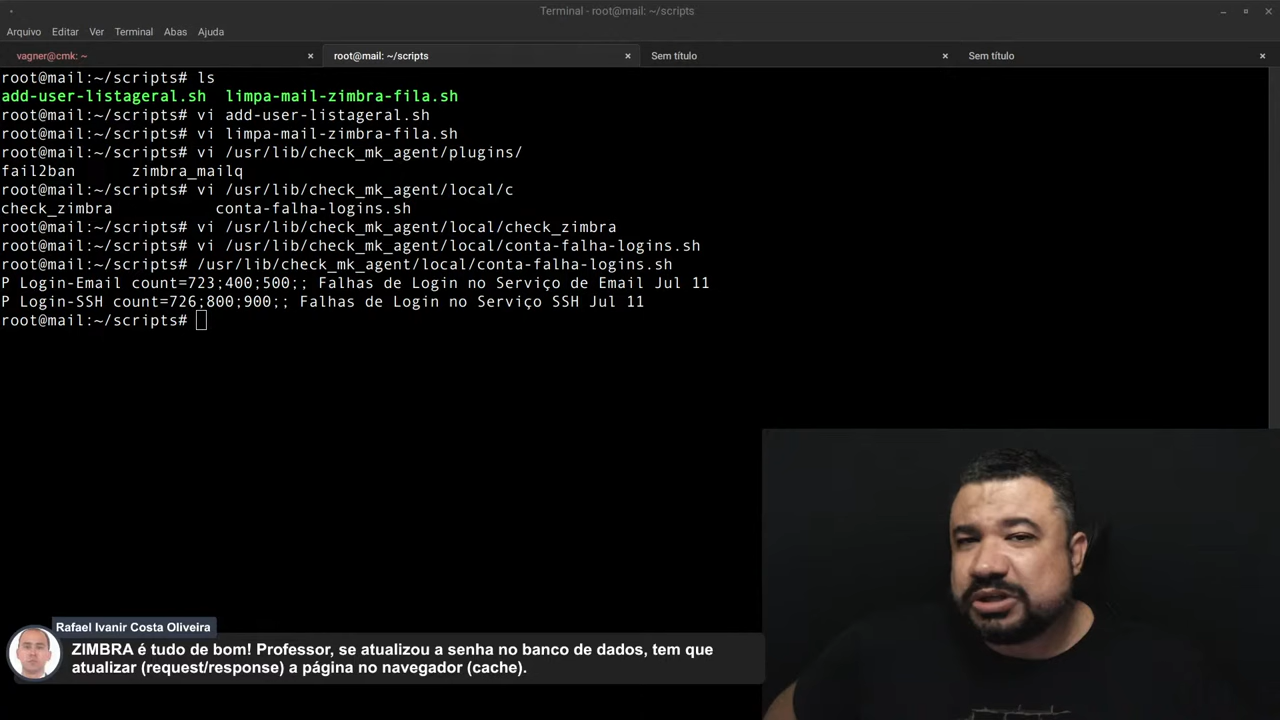 Terminal - root@mail: ~/scripts
Arquivo Editar Ver Terminal Abas Ajuda
vagner@cmk: ~ root@mail: ~/scripts Sem título Sem título
root@mail:~/scripts# ls
add-user-listageral.sh limpa-mail-zimbra-fila.sh
root@mail:~/scripts# vi add-user-listageral.sh
root@mail:~/scripts# vi limpa-mail-zimbra-fila.sh
root@mail:~/scripts# vi /usr/lib/check_mk_agent/plugins/
fail2ban zimbra_mailq
root@mail:~/scripts# vi /usr/lib/check_mk_agent/local/c
check_zimbra conta-falha-logins.sh
root@mail:~/scripts# vi /usr/lib/check_mk_agent/local/check_zimbra
root@mail:~/scripts# vi /usr/lib/check_mk_agent/local/conta-falha-logins.sh
root@mail:~/scripts# /usr/lib/check_mk_agent/local/conta-falha-logins.sh
P Login-Email count=723;400;500;; Falhas de Login no Serviço de Email Jul 11
P Login-SSH count=726;800;900;; Falhas de Login no Serviço SSH Jul 11
root@mail:~/scripts#
Rafael Ivanir Costa Oliveira
ZIMBRA é tudo de bom! Professor, se atualizou a senha no banco de dados, tem que
atualizar (request/response) a página no navegador (cache).